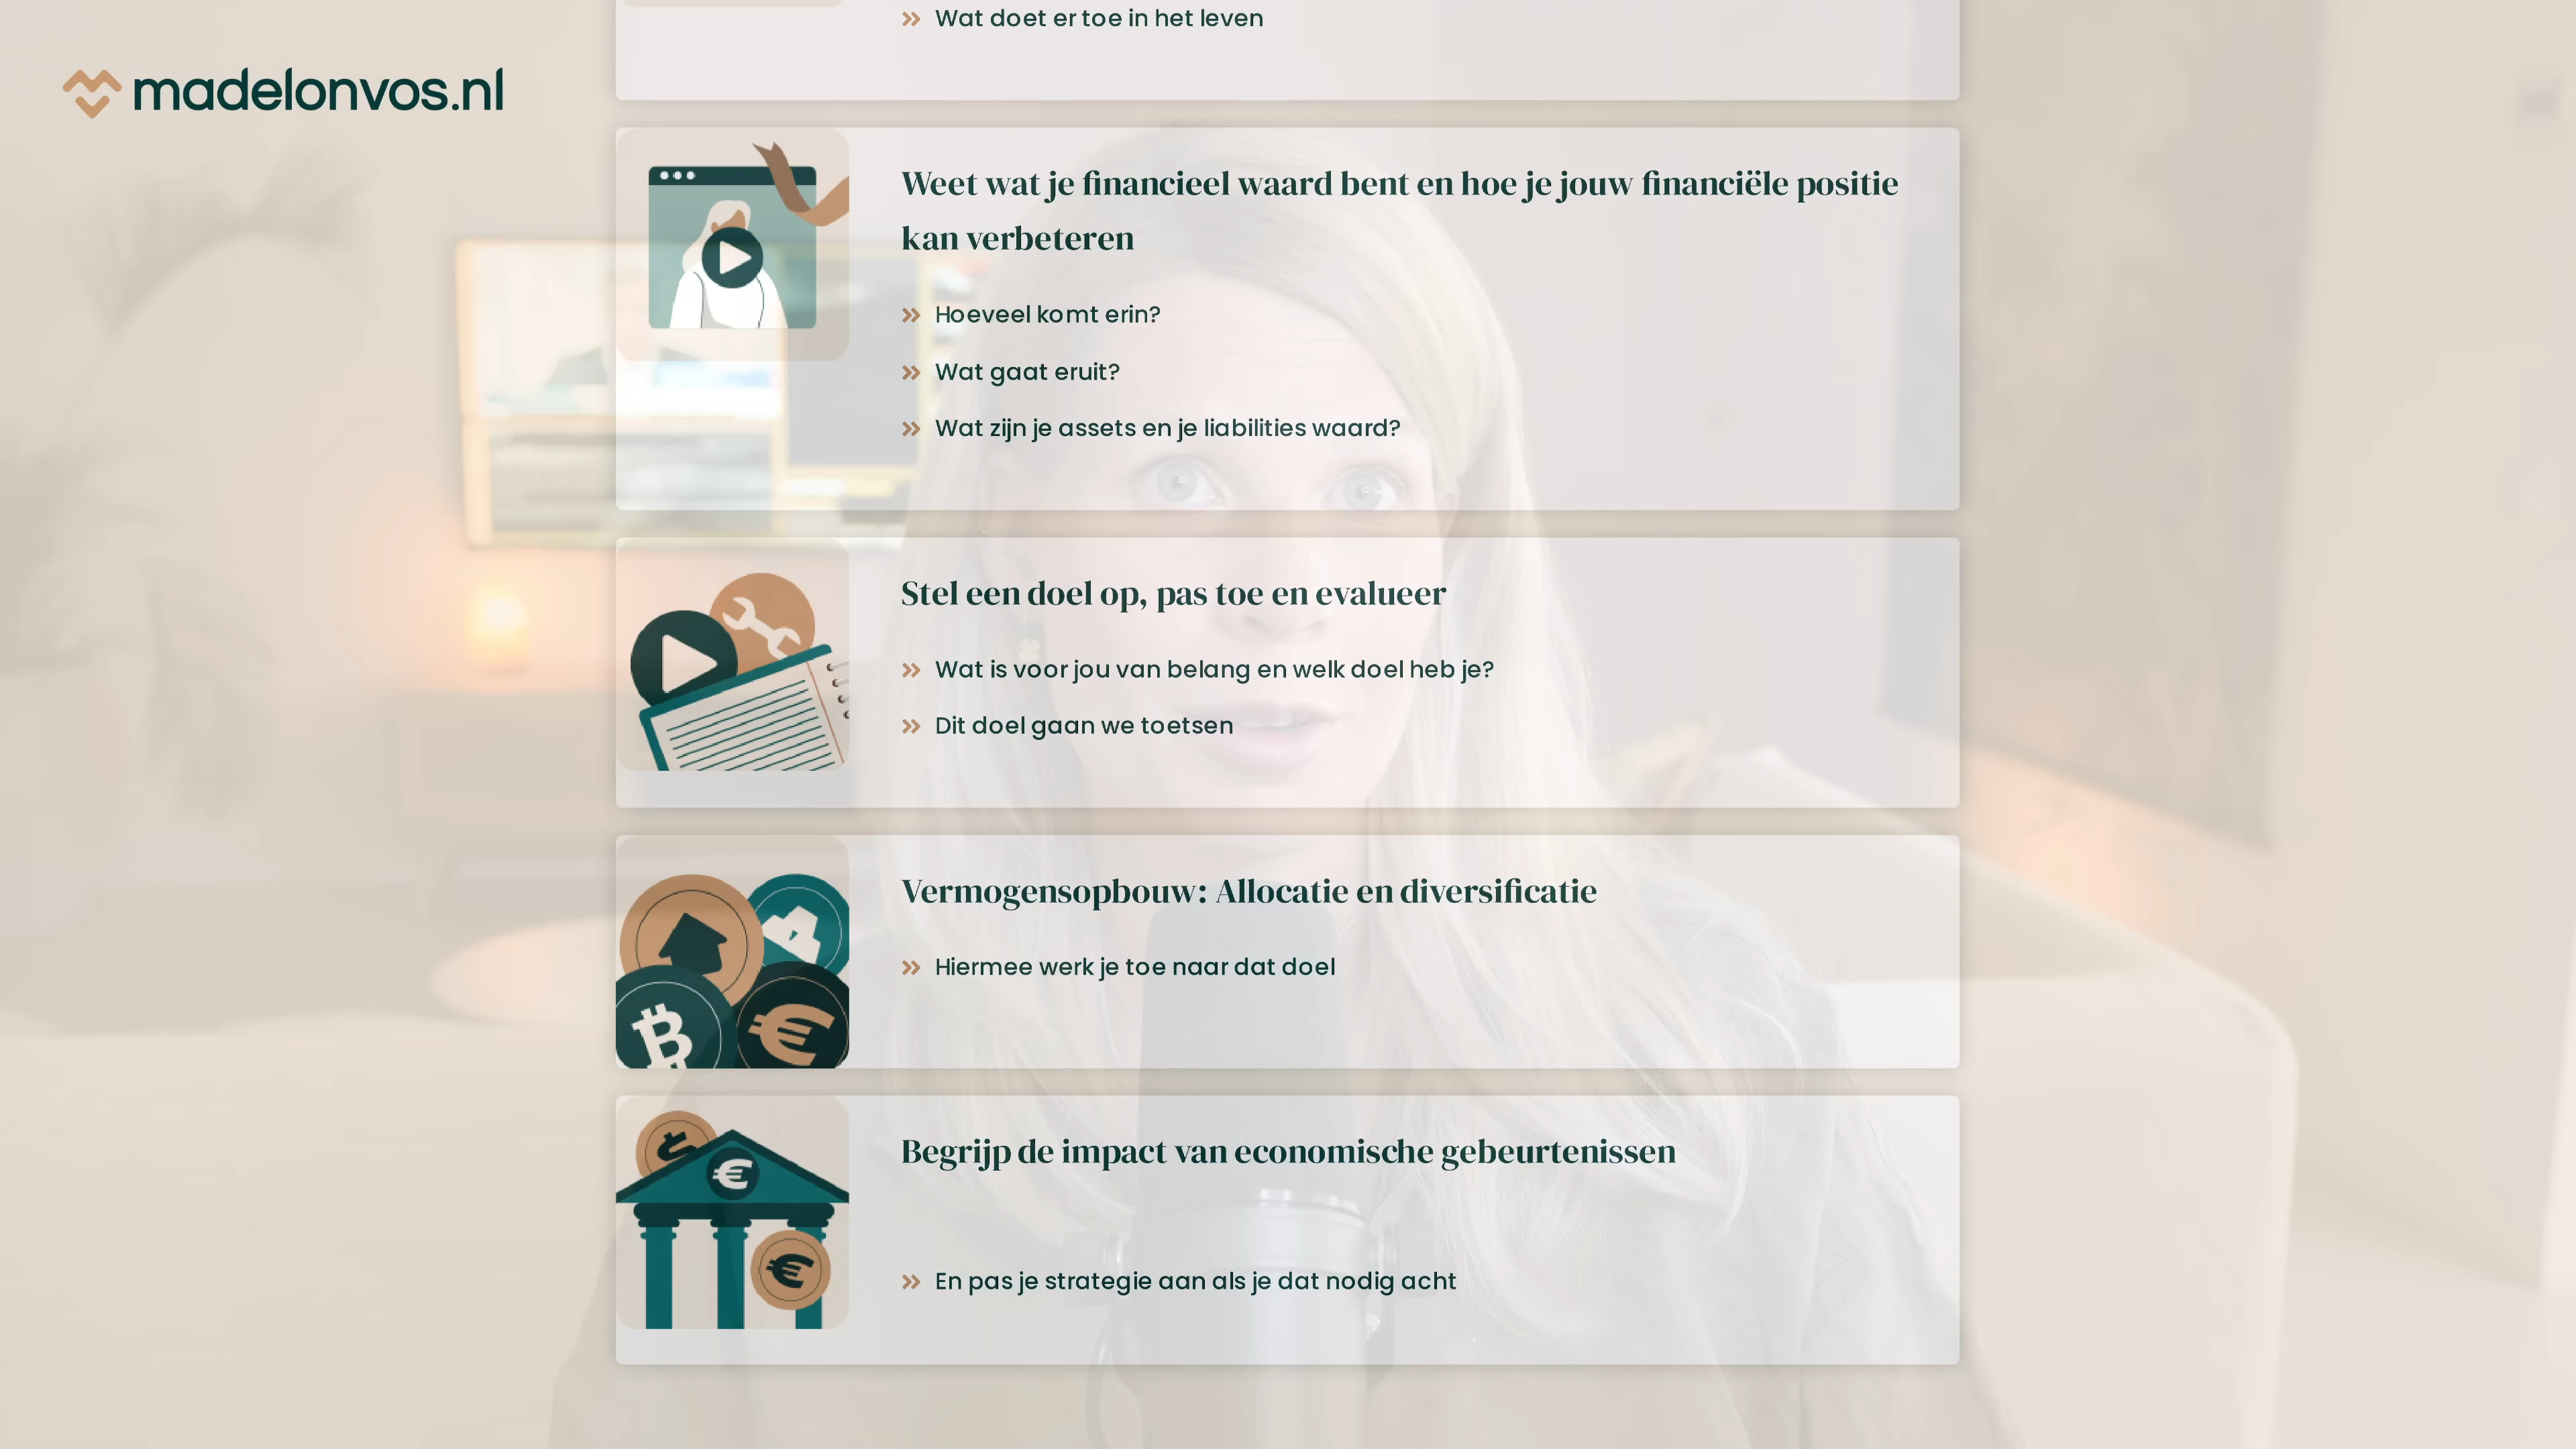 Wat doet er toe in het leven
madelonvos.nl
Weet wat je financieel waard bent en hoe je jouw financiële positie
kan verbeteren
Hoeveel komt erin?
Wat gaat eruit?
Wat zijn je assets en je liabilities waard?
Stel een doel op, pas toe en evalueer
Wat is voor jou van belang en welk doel heb je?
Dit doel gaan we toetsen
Vermogensopbouw: Allocatie en diversificatie
Hiermee werk je toe naar dat doel
Begrijp de impact van economische gebeurtenissen
En pas je strategie aan als je dat nodig acht